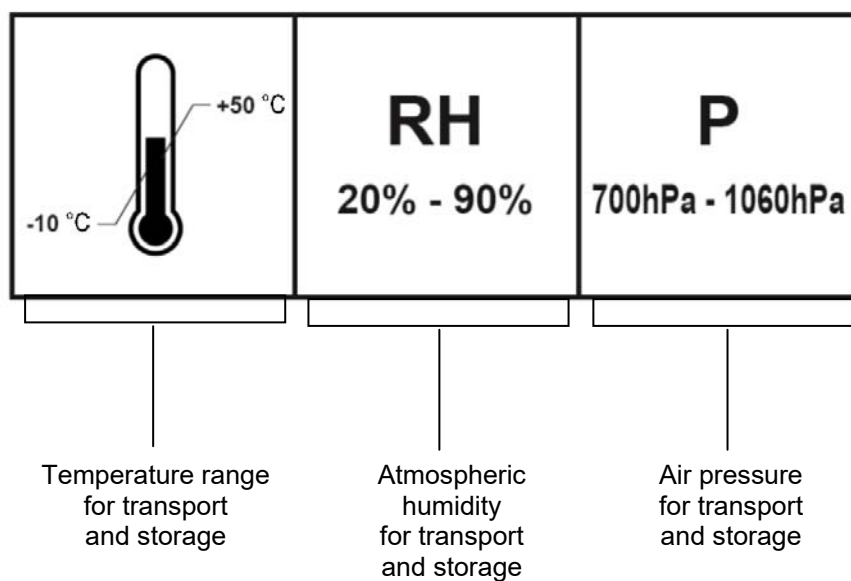 +50 °C
-10 °C
RH
20% - 90%
P
700hPa - 1060hPa
Temperature range
for transport
and storage
Atmospheric
humidity
for transport
and storage
Air pressure
for transport
and storage